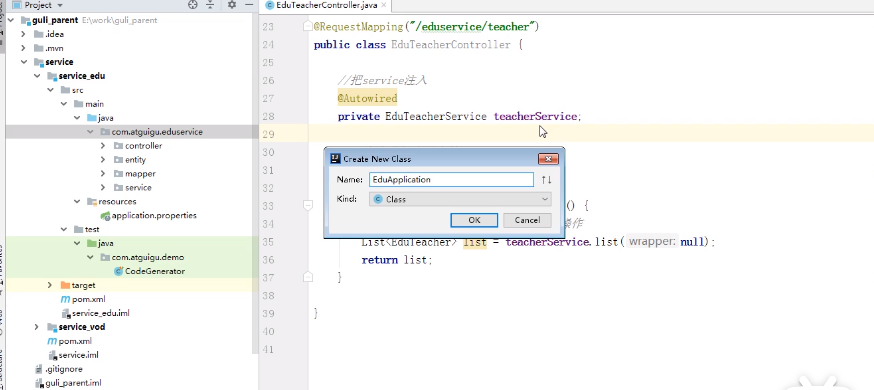 Project
EduTeacherController.java
guli_parent E:\work\guli_parent
.idea
.mvn
service
service_edu
src
main
java
com.atguigu.eduservice
controller
entity
mapper
service
resources
application.properties
test
java
com.atguigu.demo
CodeGenerator
target
pom.xml
service_edu.iml
service_vod
pom.xml
service.iml
.gitignore
guli_parent.iml
23 @RequestMapping("/eduservice/teacher")
24 public class EduTeacherController {
25
26 //把service注入
27 @Autowired
28 private EduTeacherService teacherService;
29
30
31
32
33 () {
34 操作
35 List<EduTeacher> list = teacherService.list( wrapper: null);
36 return list;
37 }
38
39 }
40
41
Create New Class
Name: EduApplication
Kind: Class
OK Cancel